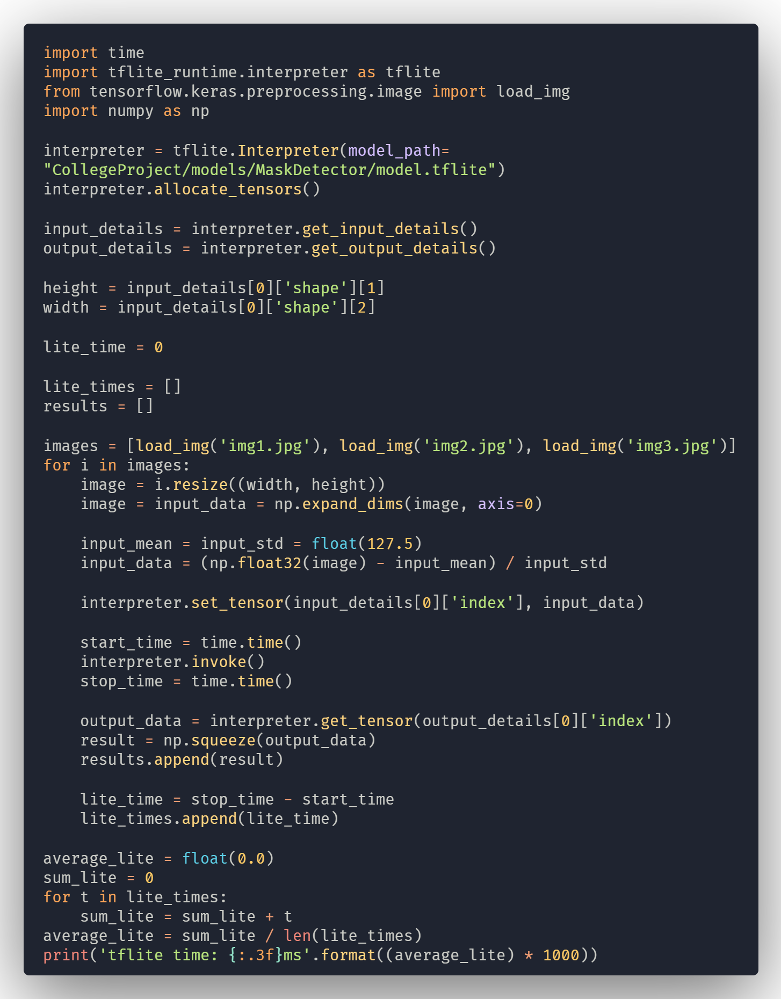 import time
import tflite_runtime.interpreter as tflite
from tensorflow.keras.preprocessing.image import load_img
import numpy as np

interpreter = tflite.Interpreter(model_path=
"CollegeProject/models/MaskDetector/model.tflite")
interpreter.allocate_tensors()

input_details = interpreter.get_input_details()
output_details = interpreter.get_output_details()

height = input_details[0]['shape'][1]
width = input_details[0]['shape'][2]

lite_time = 0

lite_times = []
results = []

images = [load_img('img1.jpg'), load_img('img2.jpg'), load_img('img3.jpg')]
for i in images:
    image = i.resize((width, height))
    image = input_data = np.expand_dims(image, axis=0)

    input_mean = input_std = float(127.5)
    input_data = (np.float32(image) - input_mean) / input_std

    interpreter.set_tensor(input_details[0]['index'], input_data)

    start_time = time.time()
    interpreter.invoke()
    stop_time = time.time()

    output_data = interpreter.get_tensor(output_details[0]['index'])
    result = np.squeeze(output_data)
    results.append(result)

    lite_time = stop_time - start_time
    lite_times.append(lite_time)

average_lite = float(0.0)
sum_lite = 0
for t in lite_times:
    sum_lite = sum_lite + t
average_lite = sum_lite / len(lite_times)
print('tflite time: {:.3f}ms'.format((average_lite) * 1000))